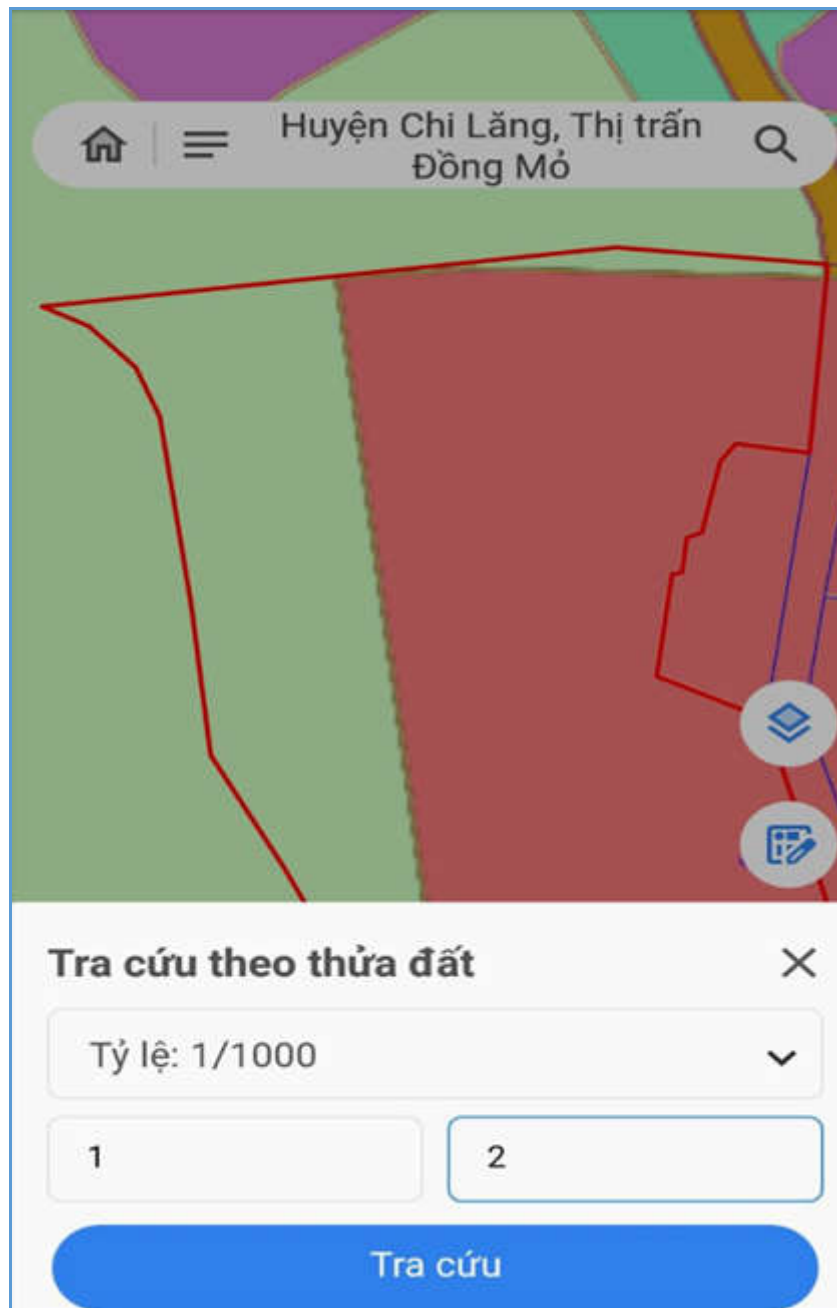 Huyện Chi Lăng, Thị trấn
Đồng Mỏ
Tra cứu theo thửa đất
Tỷ lệ: 1/1000
1
2
Tra cứu